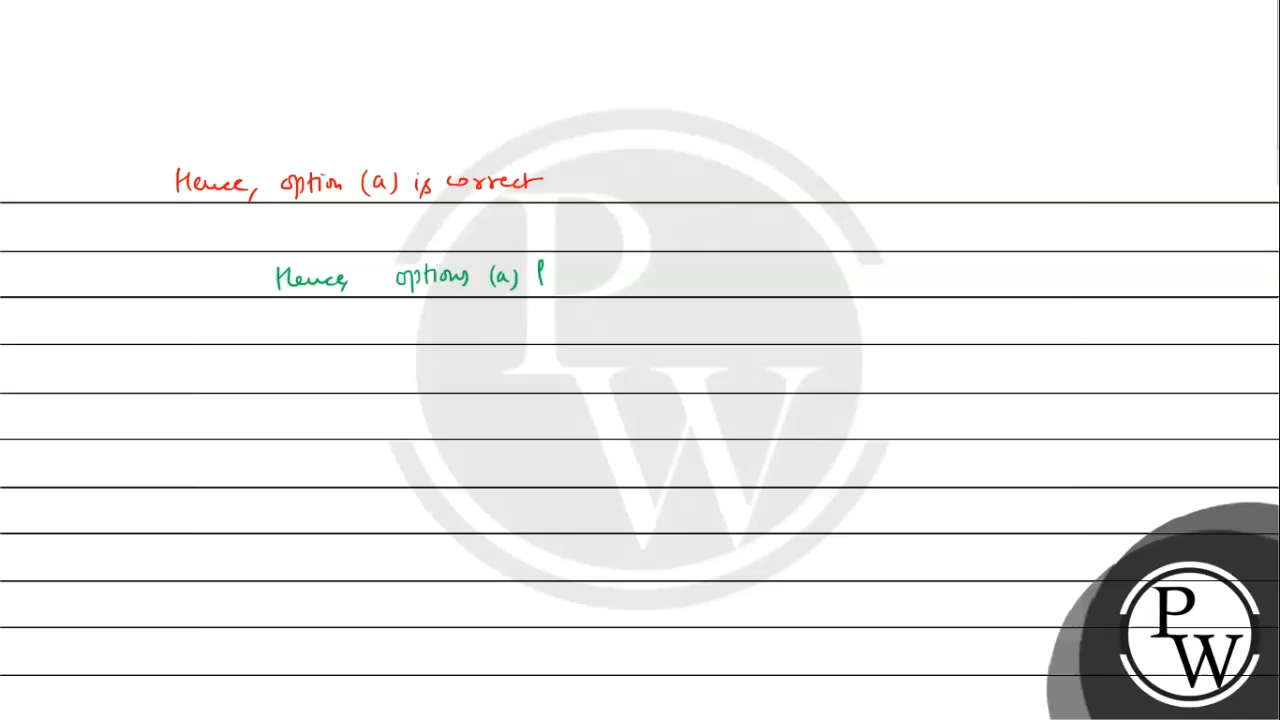 Hence, option (a) is correct
Hence, options (a)
P
W
P
W